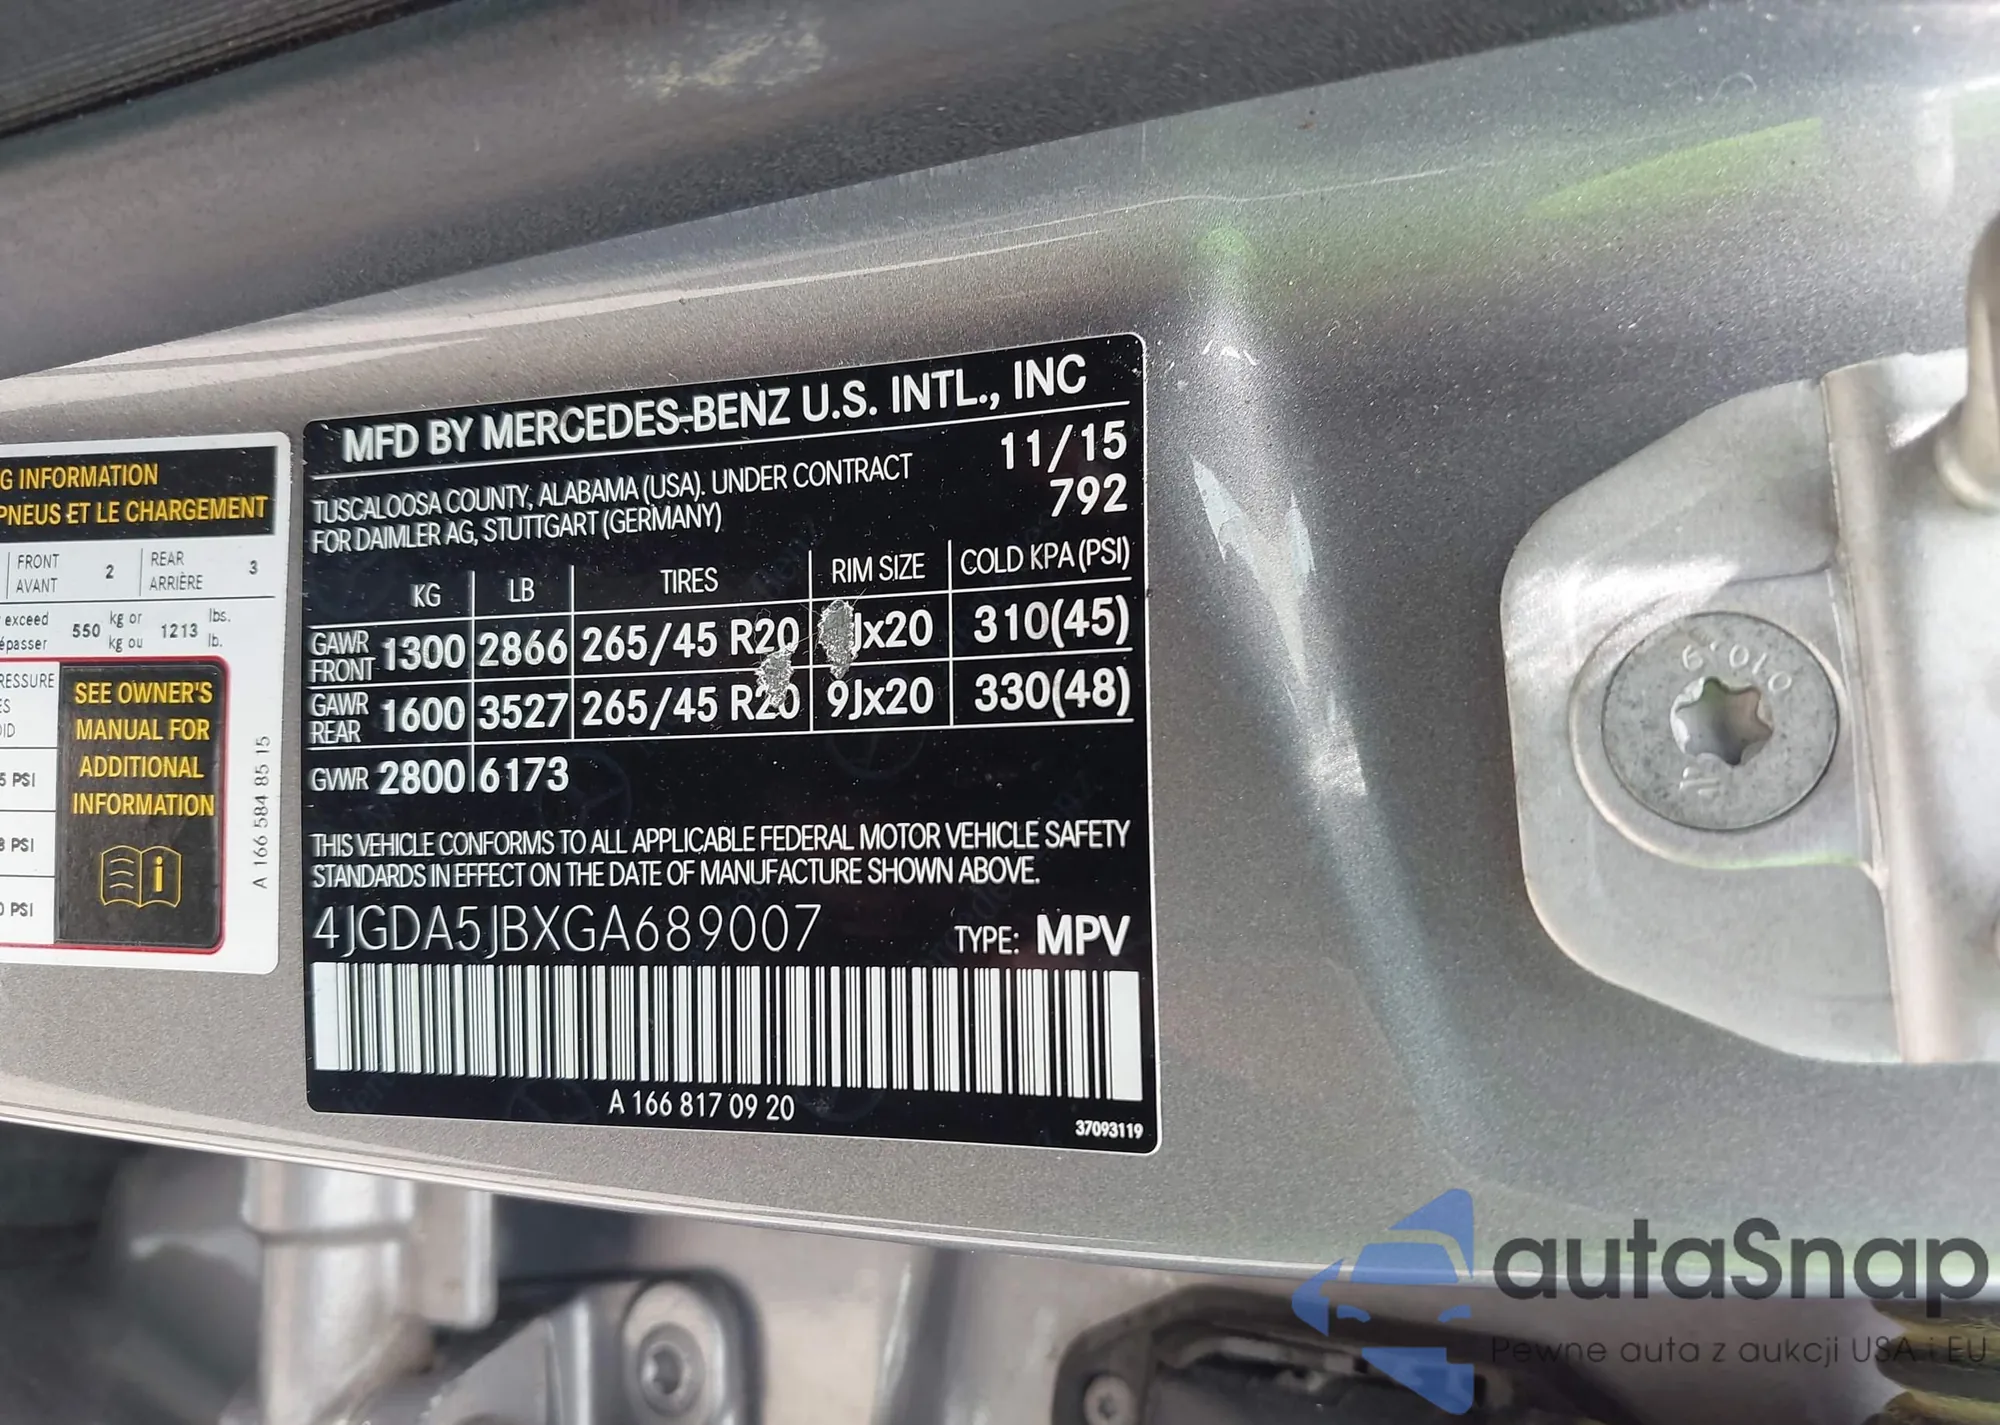 G INFORMATION
PNEUS ET LE CHARGEMENT
FRONT
AVANT
2
REAR
ARRIÈRE
3
exceed
épasser
550
kg or
kg ou
1213
lbs.
lb.
RESSURE
ES
OID
5 PSI
8 PSI
0 PSI
SEE OWNER'S
MANUAL FOR
ADDITIONAL
INFORMATION
i
A 166 584 85 15
MFD BY MERCEDES-BENZ U.S. INTL., INC
TUSCALOOSA COUNTY, ALABAMA (USA). UNDER CONTRACT
FOR DAIMLER AG, STUTTGART (GERMANY)
11/15
792
KG LB TIRES RIM SIZE COLD KPA (PSI)
GAWR FRONT 1300 2866 265/45 R20 Jx20 310(45)
GAWR REAR 1600 3527 265/45 R20 9Jx20 330(48)
GVWR 2800 6173
THIS VEHICLE CONFORMS TO ALL APPLICABLE FEDERAL MOTOR VEHICLE SAFETY
STANDARDS IN EFFECT ON THE DATE OF MANUFACTURE SHOWN ABOVE.
4JGDA5JBXGA689007 TYPE: MPV
A 166 817 09 20
37093119
010.9
autaSnap
Pewne auta z aukcji USA i EU